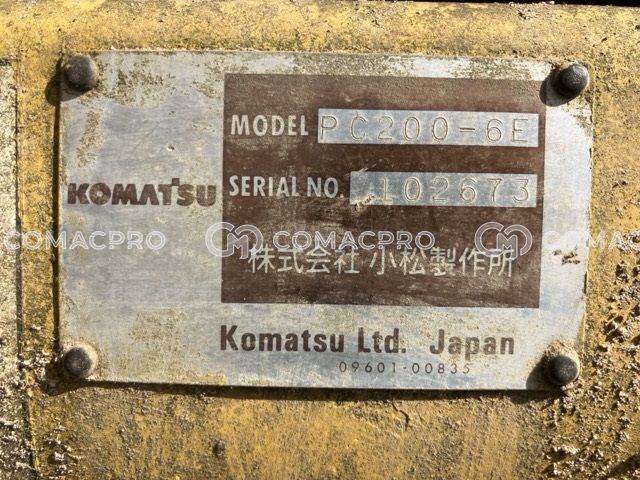 MODEL PC200-6E
KOMATSU SERIAL NO. 102673
COMACPRO COMACPRO
株式会社 小松製作所
Komatsu Ltd. Japan
09601-00835